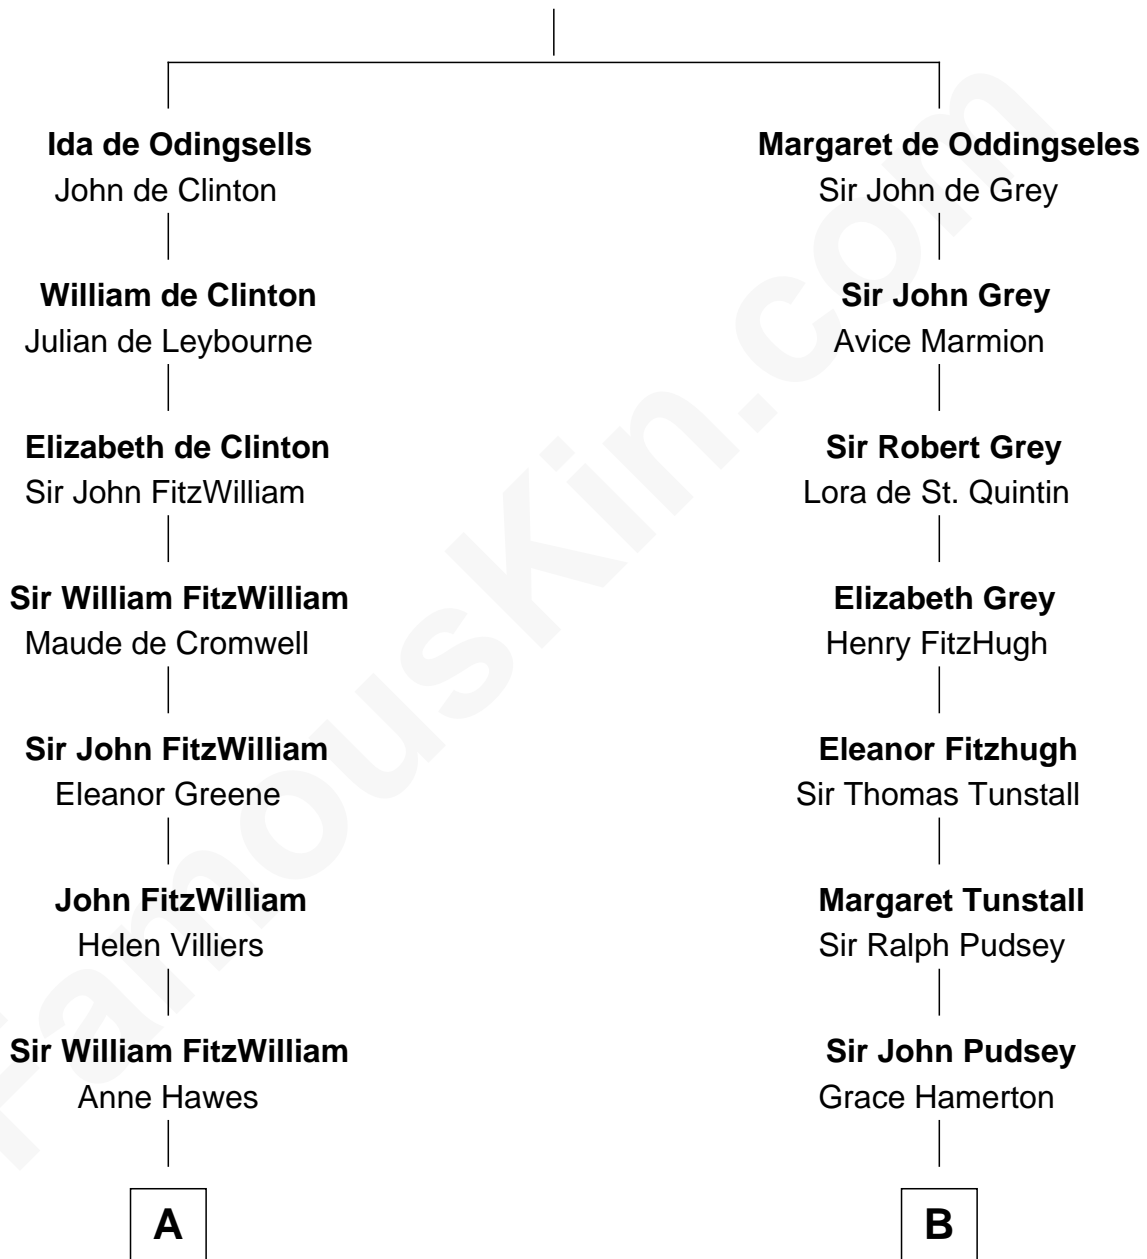 Ida de Odingsells
John de Clinton
William de Clinton
Julian de Leybourne
Elizabeth de Clinton
Sir John FitzWilliam
Sir William FitzWilliam
Maude de Cromwell
Sir John FitzWilliam
Eleanor Greene
John FitzWilliam
Helen Villiers
Sir William FitzWilliam
Anne Hawes
A
Margaret de Oddingseles
Sir John de Grey
Sir John Grey
Avice Marmion
Sir Robert Grey
Lora de St. Quintin
Elizabeth Grey
Henry FitzHugh
Eleanor Fitzhugh
Sir Thomas Tunstall
Margaret Tunstall
Sir Ralph Pudsey
Sir John Pudsey
Grace Hamerton
B
FamousKin.com